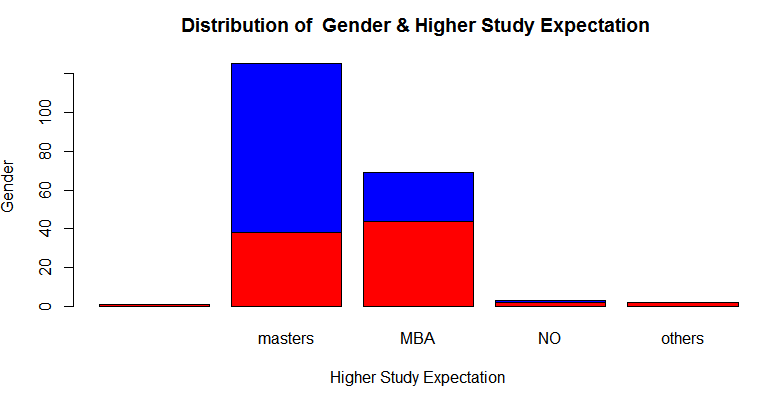 Distribution of  Gender & Higher Study Expectation
Gender
100
80
60
40
20
0
masters MBA NO others
Higher Study Expectation